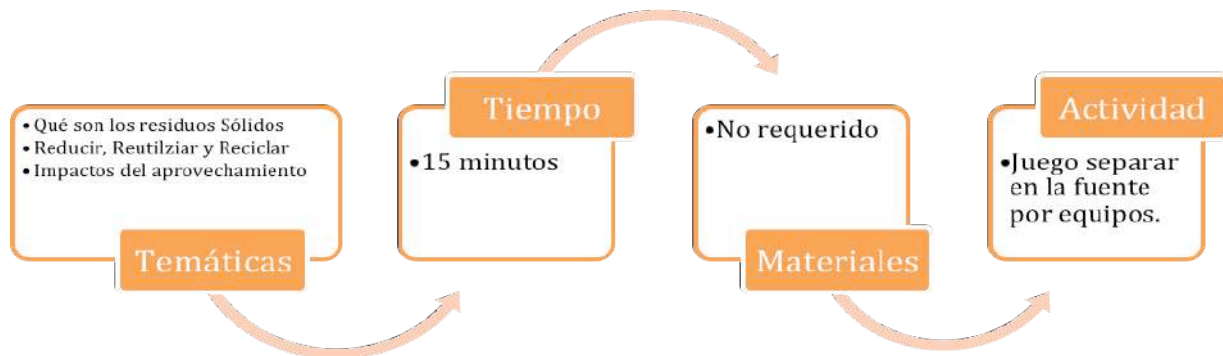 • Qué son los residuos Sólidos
• Reducir, Reutilziar y Reciclar
• Impactos del aprovechamiento
Temáticas
Tiempo
• 15 minutos
• No requerido
Materiales
Actividad
• Juego separar
en la fuente
por equipos.